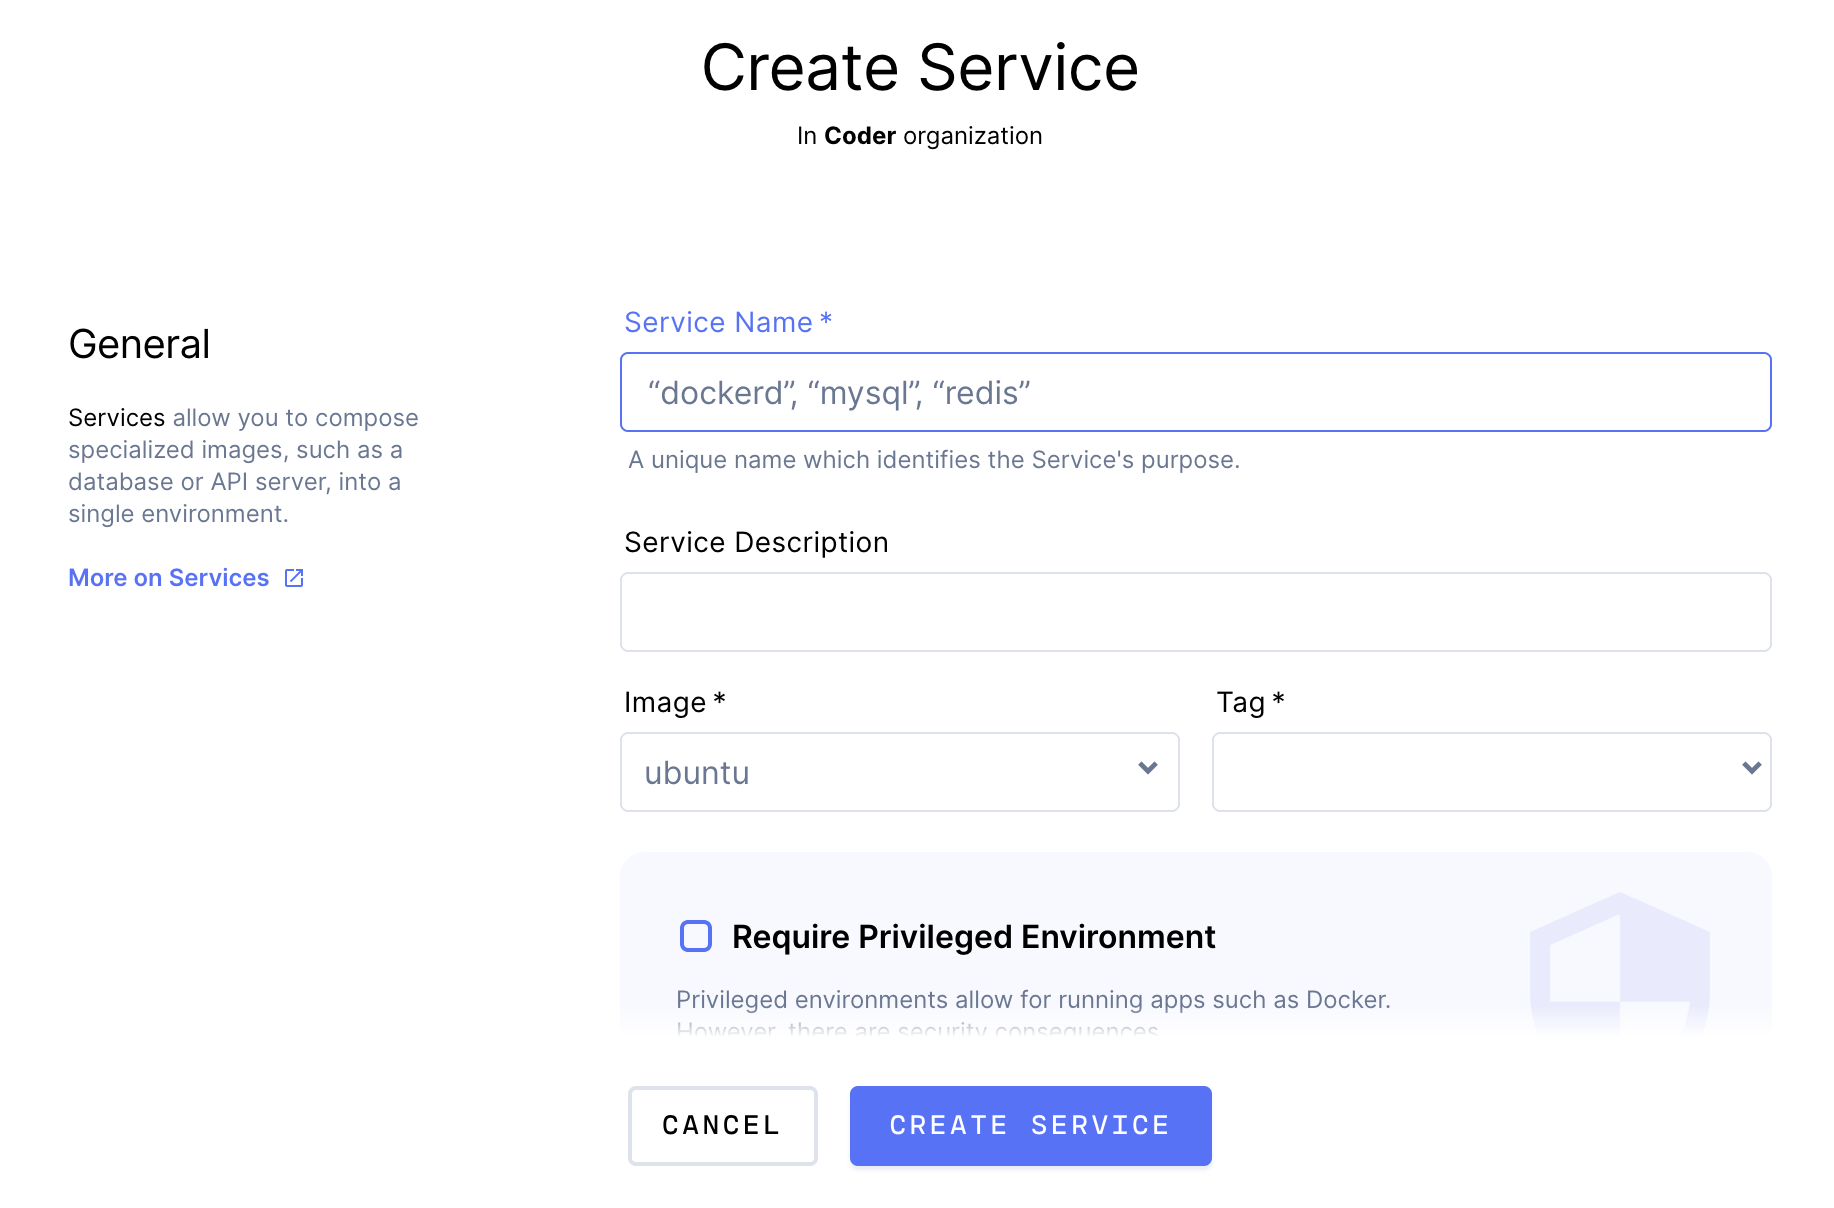 Create Service
In Coder organization
General
Services allow you to compose
specialized images, such as a
database or API server, into a
single environment.
More on Services
Service Name *
“dockerd”, “mysql”, “redis”
A unique name which identifies the Service's purpose.
Service Description
Image *
Tag *
ubuntu
Require Privileged Environment
Privileged environments allow for running apps such as Docker.
However, there are security consequences
CANCEL
CREATE SERVICE